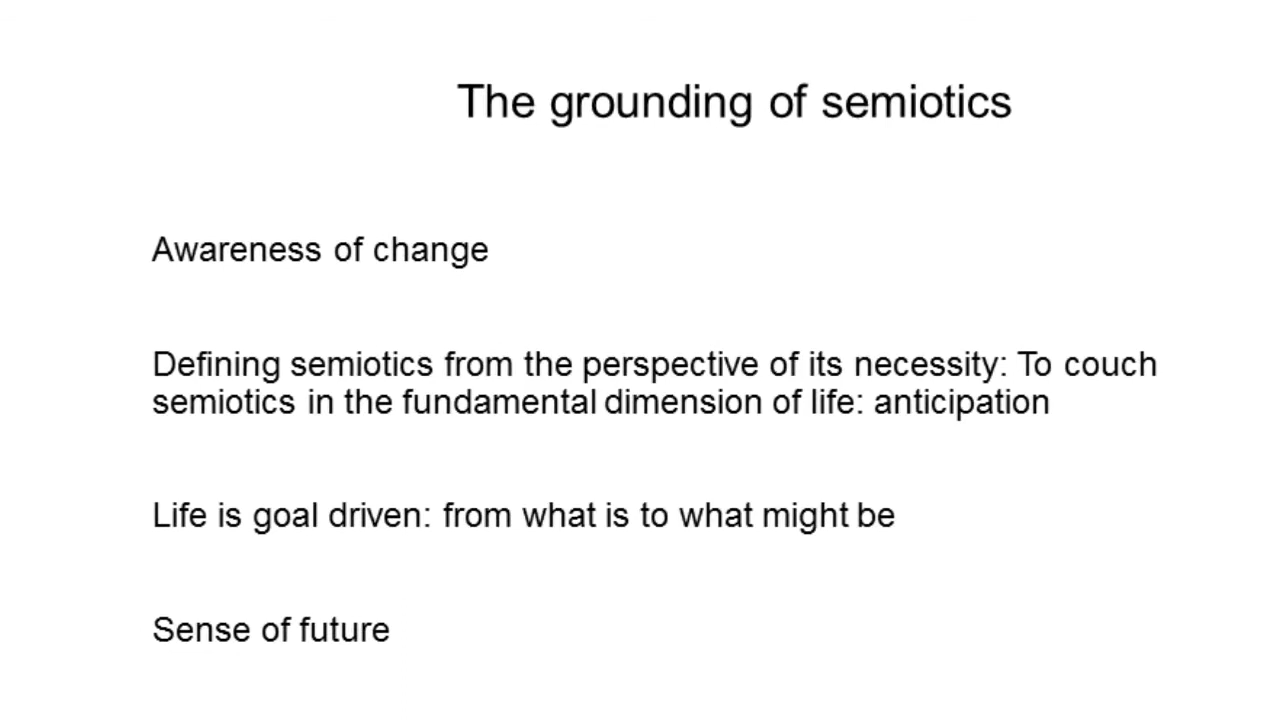 The grounding of semiotics
Awareness of change
Defining semiotics from the perspective of its necessity: To couch
semiotics in the fundamental dimension of life: anticipation
Life is goal driven: from what is to what might be
Sense of future